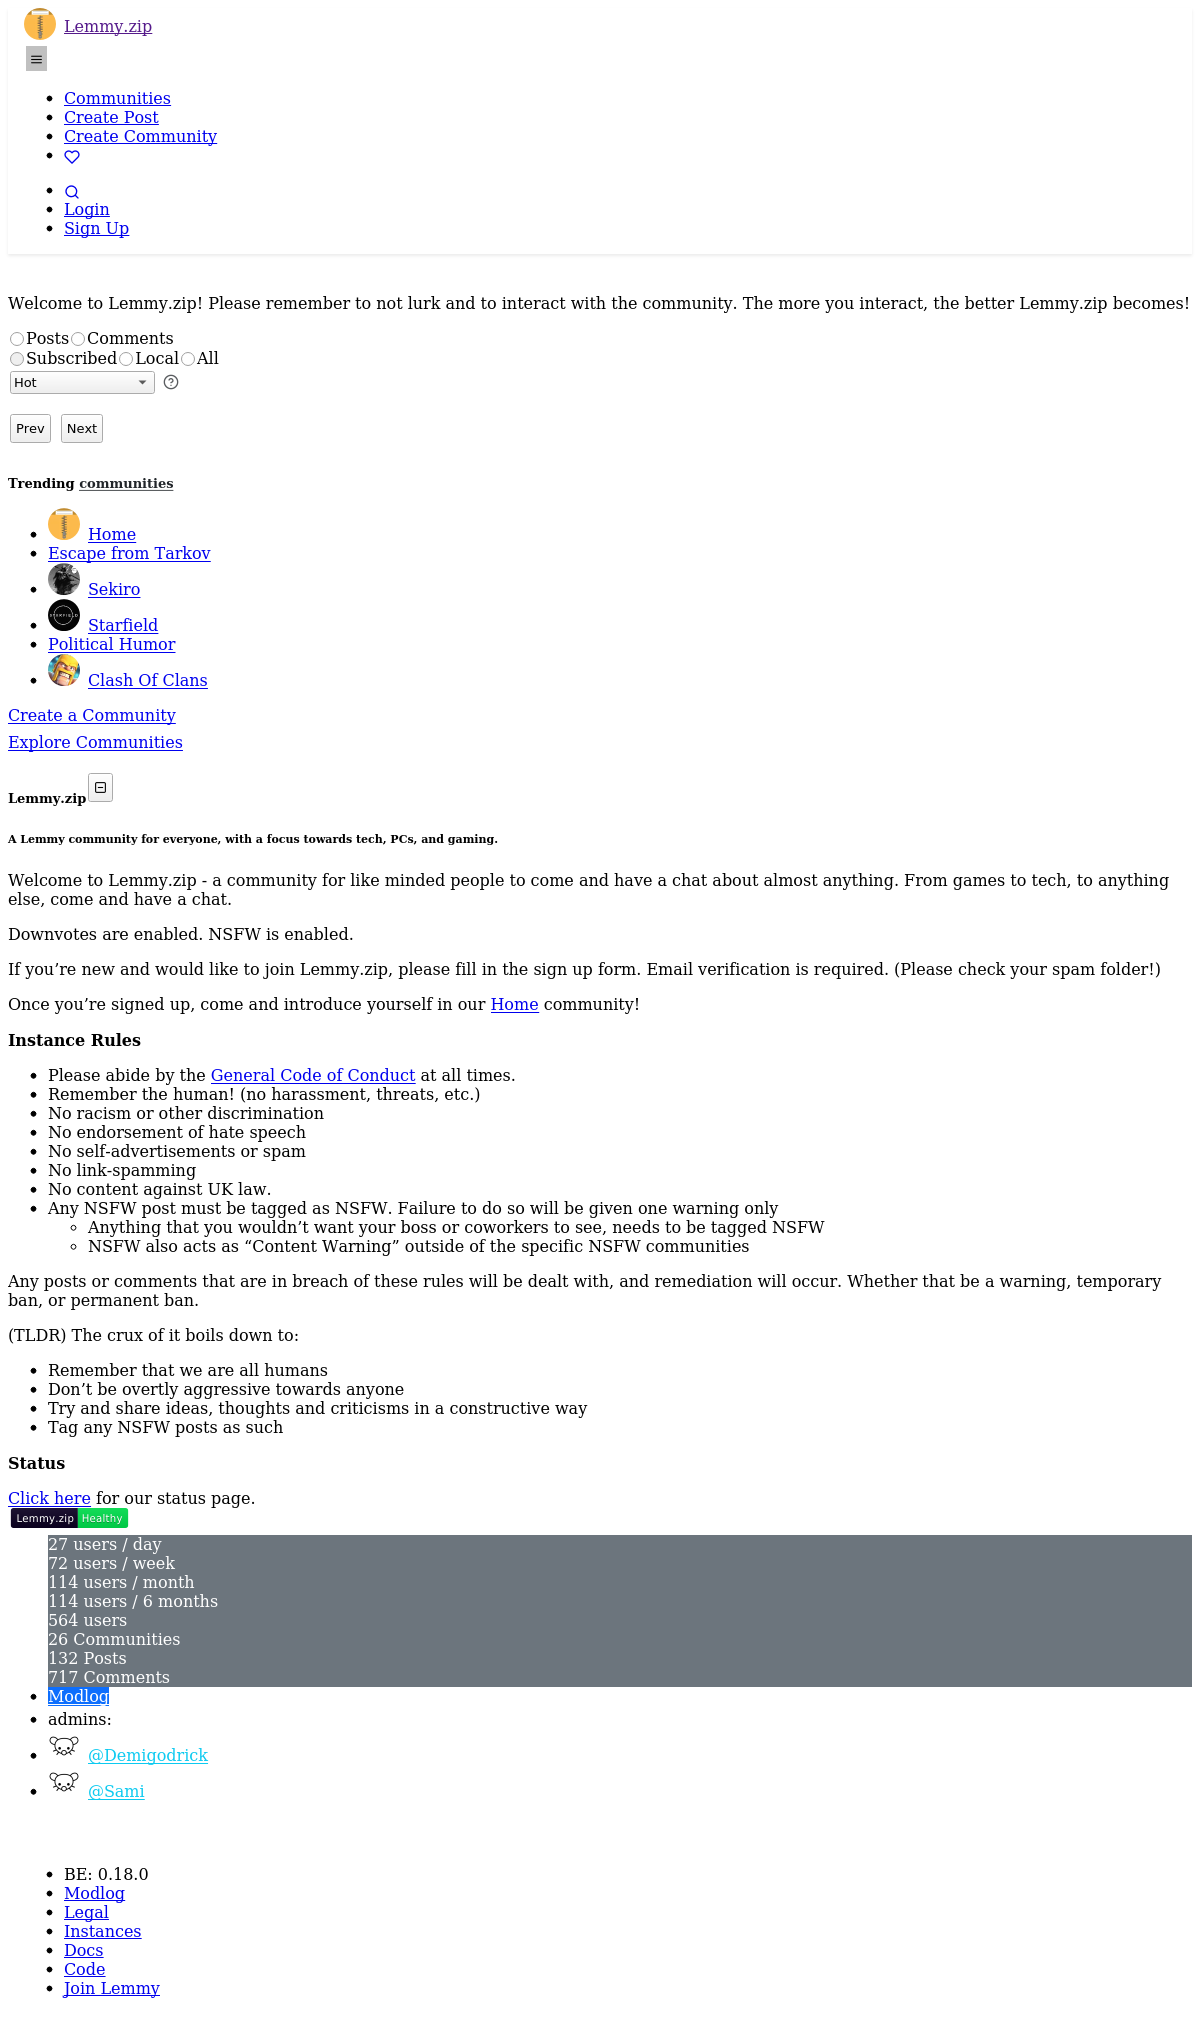 Lemmy.zip
Communities
Create Post
Create Community
Login
Sign Up
Welcome to Lemmy.zip! Please remember to not lurk and to interact with the community. The more you interact, the better Lemmy.zip becomes!
Posts Comments
Subscribed Local All
Hot
Prev Next
Trending communities
Home
Escape from Tarkov
Sekiro
STARFIELD
Starfield
Political Humor
Clash Of Clans
Create a Community
Explore Communities
Lemmy.zip
A Lemmy community for everyone, with a focus towards tech, PCs, and gaming.
Welcome to Lemmy.zip - a community for like minded people to come and have a chat about almost anything. From games to tech, to anything
else, come and have a chat.
Downvotes are enabled. NSFW is enabled.
If you’re new and would like to join Lemmy.zip, please fill in the sign up form. Email verification is required. (Please check your spam folder!)
Once you’re signed up, come and introduce yourself in our Home community!
Instance Rules
Please abide by the General Code of Conduct at all times.
Remember the human! (no harassment, threats, etc.)
No racism or other discrimination
No endorsement of hate speech
No self-advertisements or spam
No link-spamming
No content against UK law.
Any NSFW post must be tagged as NSFW. Failure to do so will be given one warning only
Anything that you wouldn’t want your boss or coworkers to see, needs to be tagged NSFW
NSFW also acts as “Content Warning” outside of the specific NSFW communities
Any posts or comments that are in breach of these rules will be dealt with, and remediation will occur. Whether that be a warning, temporary
ban, or permanent ban.
(TLDR) The crux of it boils down to:
Remember that we are all humans
Don’t be overtly aggressive towards anyone
Try and share ideas, thoughts and criticisms in a constructive way
Tag any NSFW posts as such
Status
Click here for our status page.
Lemmy.zip Healthy
27 users / day
72 users / week
114 users / month
114 users / 6 months
564 users
26 Communities
132 Posts
717 Comments
Modlog
admins:
@Demigodrick
@Sami
BE: 0.18.0
Modlog
Legal
Instances
Docs
Code
Join Lemmy